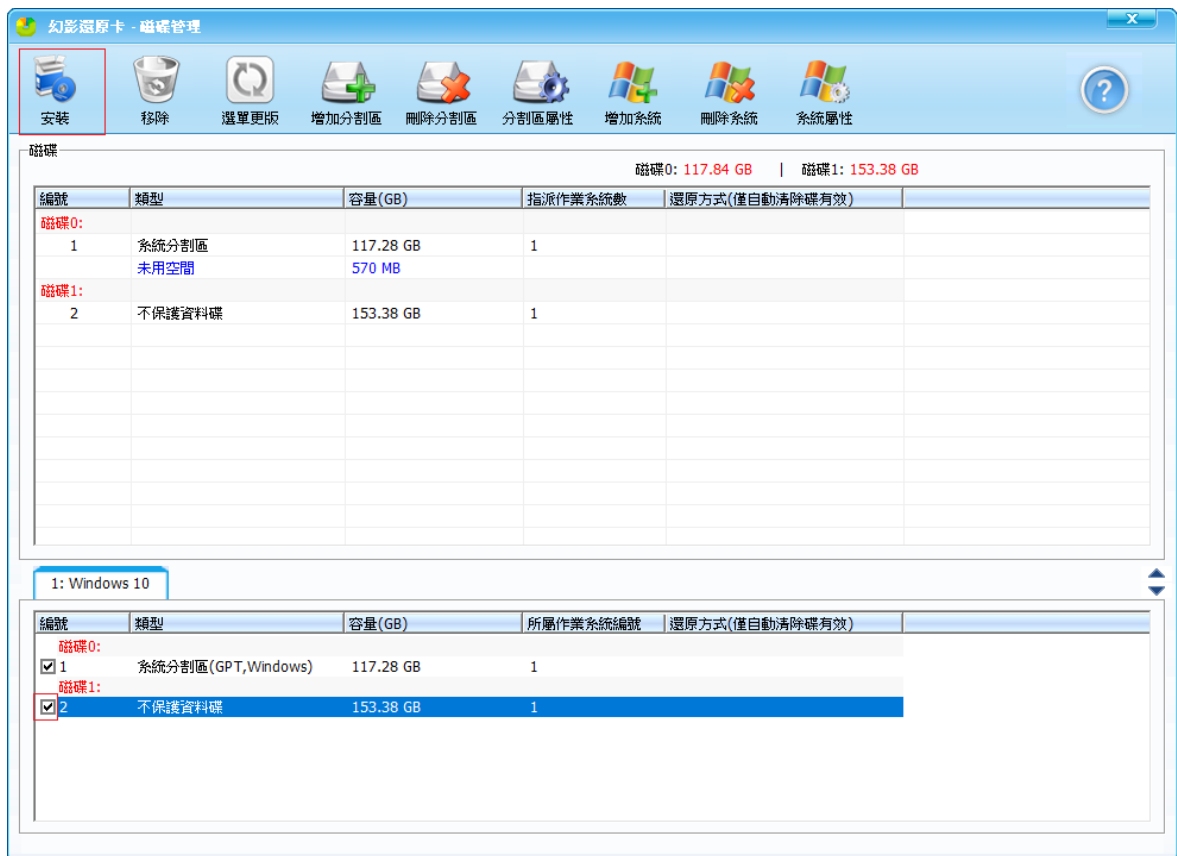 幻影還原卡 - 磁碟管理
安裝 移除 選單更版 增加分割區 刪除分割區 分割區屬性 增加系統 刪除系統 系統屬性
磁碟
磁碟0: 117.84 GB | 磁碟1: 153.38 GB
編號 類型 容量(GB) 指派作業系統數 還原方式(僅自動清除碟有效)
磁碟0:
1 系統分割區 117.28 GB 1
未用空間 570 MB
磁碟1:
2 不保護資料碟 153.38 GB 1
1: Windows 10
編號 類型 容量(GB) 所屬作業系統編號 還原方式(僅自動清除碟有效)
磁碟0:
1 系統分割區(GPT,Windows) 117.28 GB 1
磁碟1:
2 不保護資料碟 153.38 GB 1